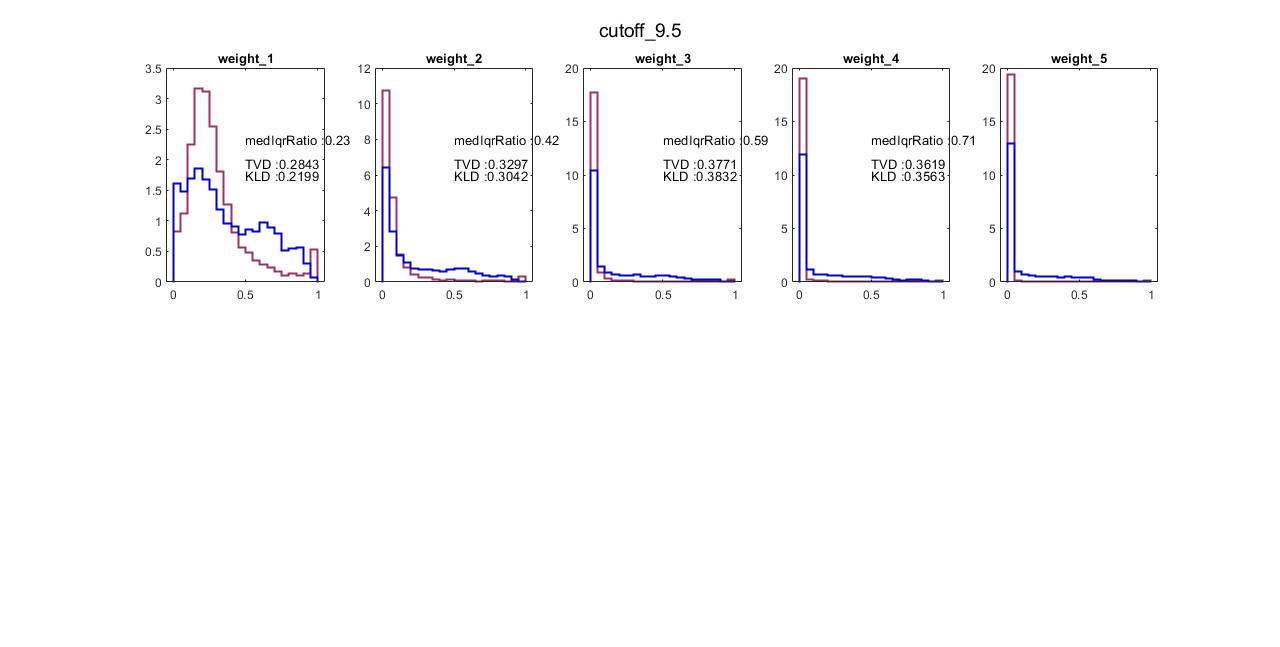 cutoff_9.5
weight_1
3.5
3
2.5
2
1.5
1
0.5
0
0
0.5
1
medIqrRatio :0.23
TVD :0.2843
KLD :0.2199
weight_2
12
10
8
6
4
2
0
0
0.5
1
medIqrRatio :0.42
TVD :0.3297
KLD :0.3042
weight_3
20
15
10
5
0
0
0.5
1
medIqrRatio :0.59
TVD :0.3771
KLD :0.3832
weight_4
20
15
10
5
0
0
0.5
1
medIqrRatio :0.71
TVD :0.3619
KLD :0.3563
weight_5
20
15
10
5
0
0
0.5
1